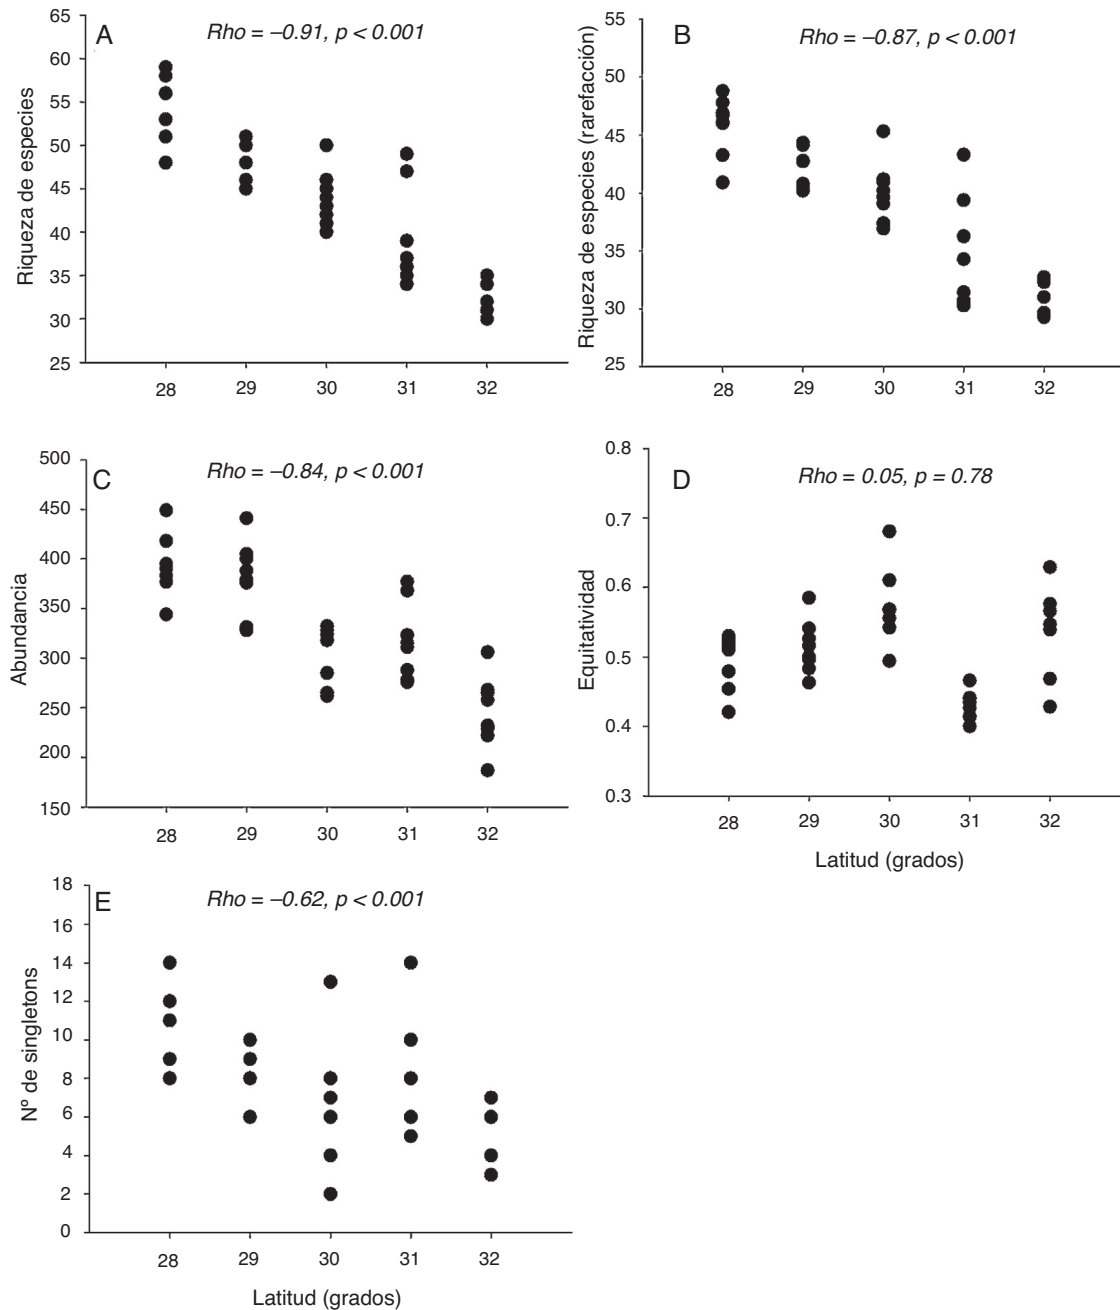 A
Rho = –0.91, p < 0.001
Riqueza de especies
65
60
55
50
45
40
35
30
25
28 29 30 31 32
B
Rho = –0.87, p < 0.001
Riqueza de especies (rarefacción)
55
50
45
40
35
30
25
28 29 30 31 32
C
Rho = –0.84, p < 0.001
Abundancia
500
450
400
350
300
250
200
150
28 29 30 31 32
D
Rho = 0.05, p = 0.78
Equitatividad
0.8
0.7
0.6
0.5
0.4
0.3
28 29 30 31 32
Latitud (grados)
E
Rho = –0.62, p < 0.001
Nº de singletons
18
16
14
12
10
8
6
4
2
0
28 29 30 31 32
Latitud (grados)